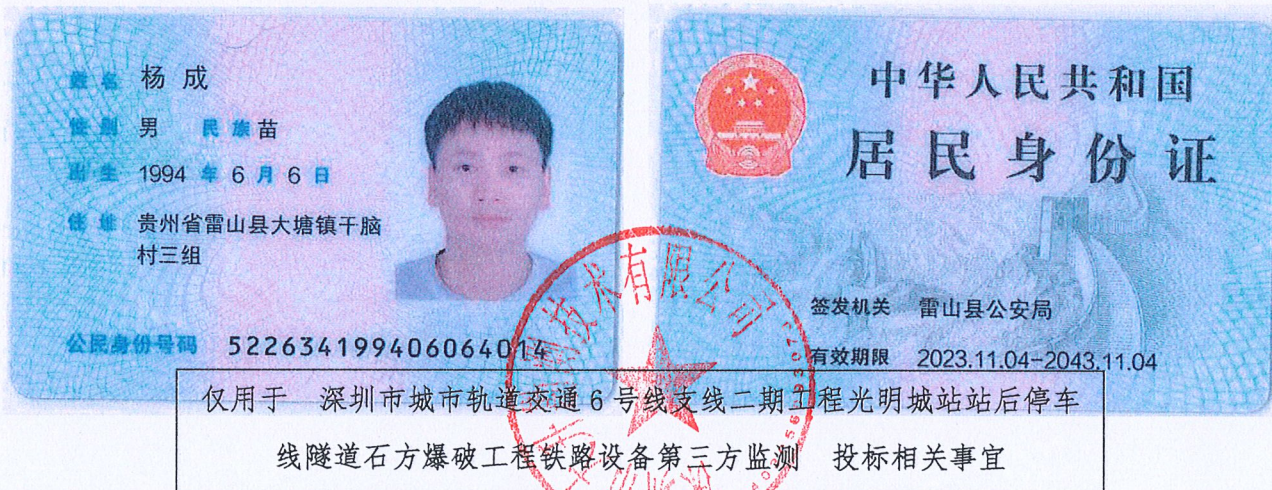 姓名 杨成
性别 男 民族 苗
出生 1994 年 6 月 6 日
住址 贵州省雷山县大塘镇干脑
村三组
公民身份号码 522634199406064014
中华人民共和国
居民身份证
签发机关 雷山县公安局
有效期限 2023.11.04-2043.11.04
技术有限公司
仅用于 深圳市城市轨道交通 6 号线支线二期工程光明城站站后停车
线隧道石方爆破工程铁路设备第三方监测 投标相关事宜